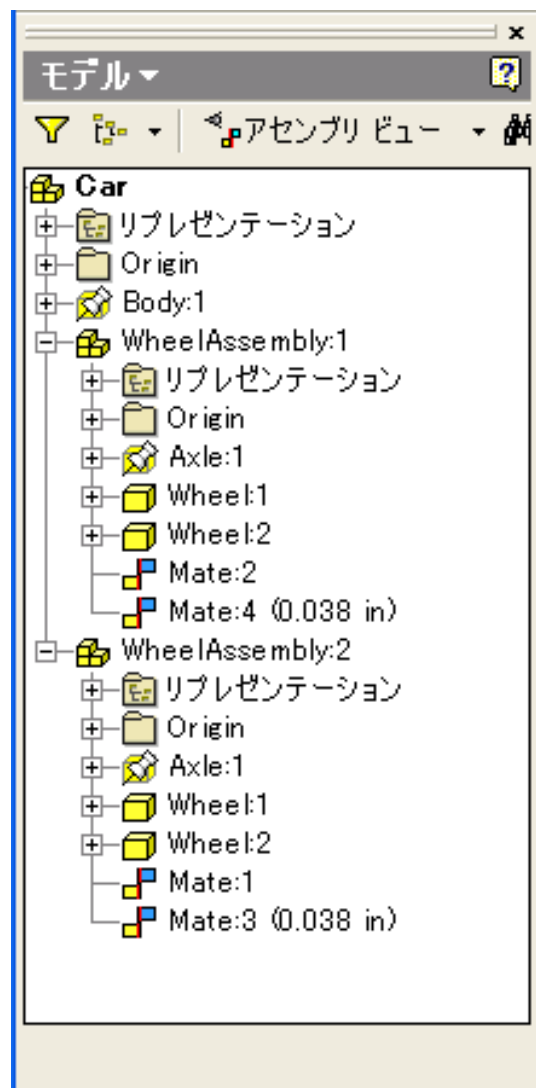 モデル
アセンブリ ビュー
Car
リプレゼンテーション
Origin
Body:1
WheelAssembly:1
リプレゼンテーション
Origin
Axle:1
Wheel:1
Wheel:2
Mate:2
Mate:4 (0.038 in)
WheelAssembly:2
リプレゼンテーション
Origin
Axle:1
Wheel:1
Wheel:2
Mate:1
Mate:3 (0.038 in)